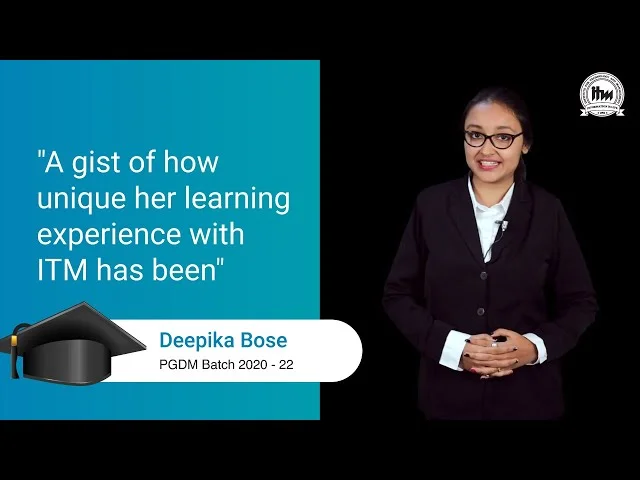 "A gist of how
unique her learning
experience with
ITM has been"
Deepika Bose
PGDM Batch 2020 - 22
itm